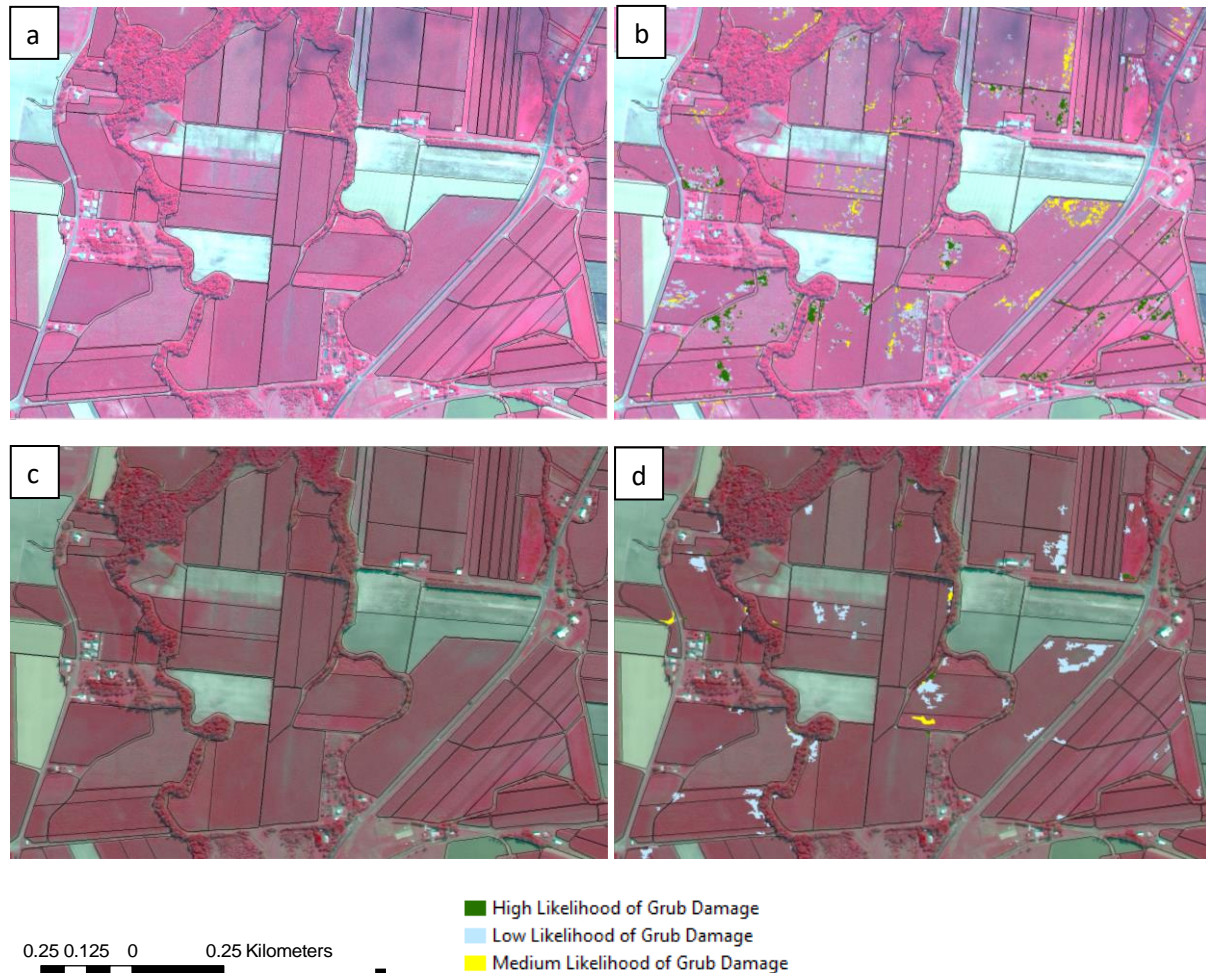 a
b
c
d
High Likelihood of Grub Damage
Low Likelihood of Grub Damage
Medium Likelihood of Grub Damage
0.25 0.125 0 0.25 Kilometers